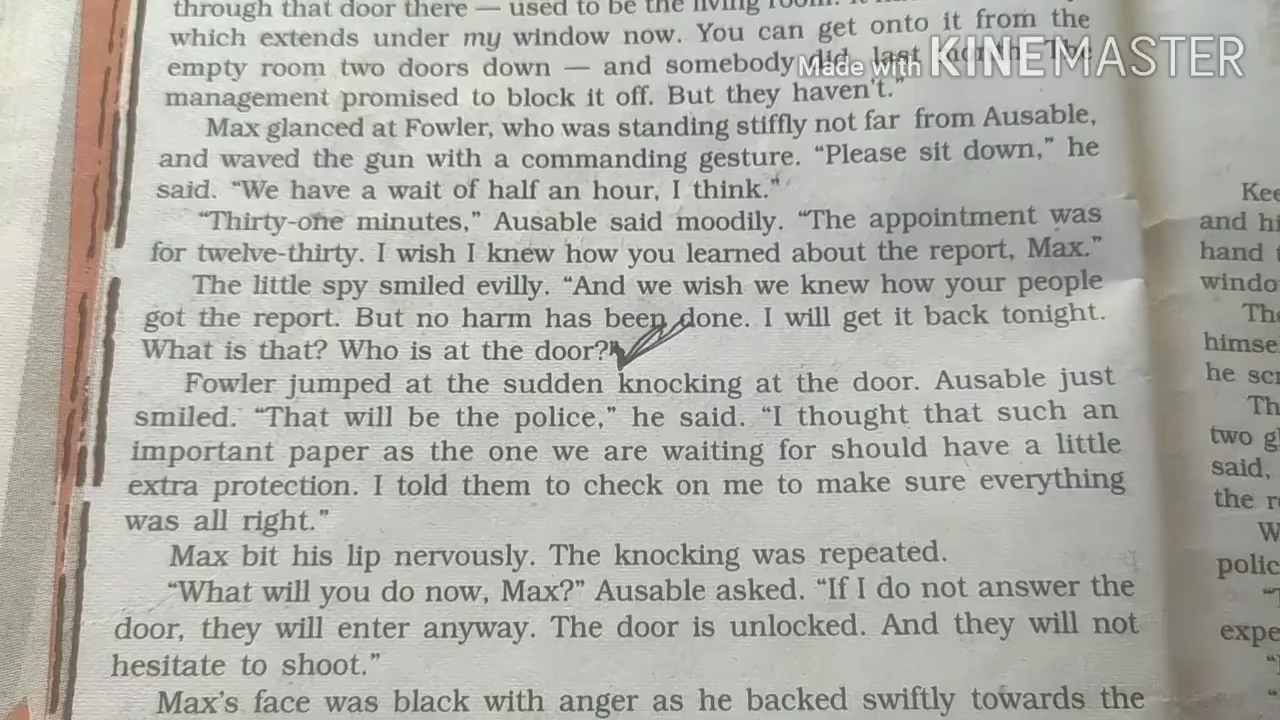 through that door there — used to be the living room. It
which extends under my window now. You can get onto it from the
empty room two doors down — and somebody did, last month. The
Made with KINEMASTER
management promised to block it off. But they haven't."
Max glanced at Fowler, who was standing stiffly not far from Ausable,
and waved the gun with a commanding gesture. “Please sit down,” he
said. “We have a wait of half an hour, I think.”
“Thirty-one minutes,” Ausable said moodily. “The appointment was
for twelve-thirty. I wish I knew how you learned about the report, Max.”
The little spy smiled evilly. “And we wish we knew how your people
got the report. But no harm has been done. I will get it back tonight.
What is that? Who is at the door?”
Fowler jumped at the sudden knocking at the door. Ausable just
smiled. “That will be the police,” he said. “I thought that such an
important paper as the one we are waiting for should have a little
extra protection. I told them to check on me to make sure everything
was all right.”
Max bit his lip nervously. The knocking was repeated.
“What will you do now, Max?” Ausable asked. “If I do not answer the
door, they will enter anyway. The door is unlocked. And they will not
hesitate to shoot.”
Max's face was black with anger as he backed swiftly towards the
and
hand
two
said,
the